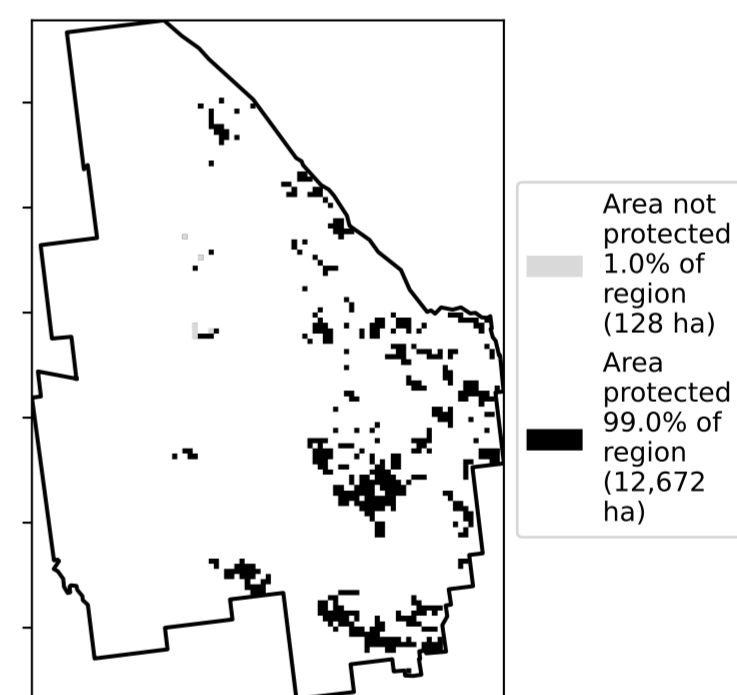 Area not
protected
1.0% of
region
(128 ha)
Area
protected
99.0% of
region
(12,672
ha)